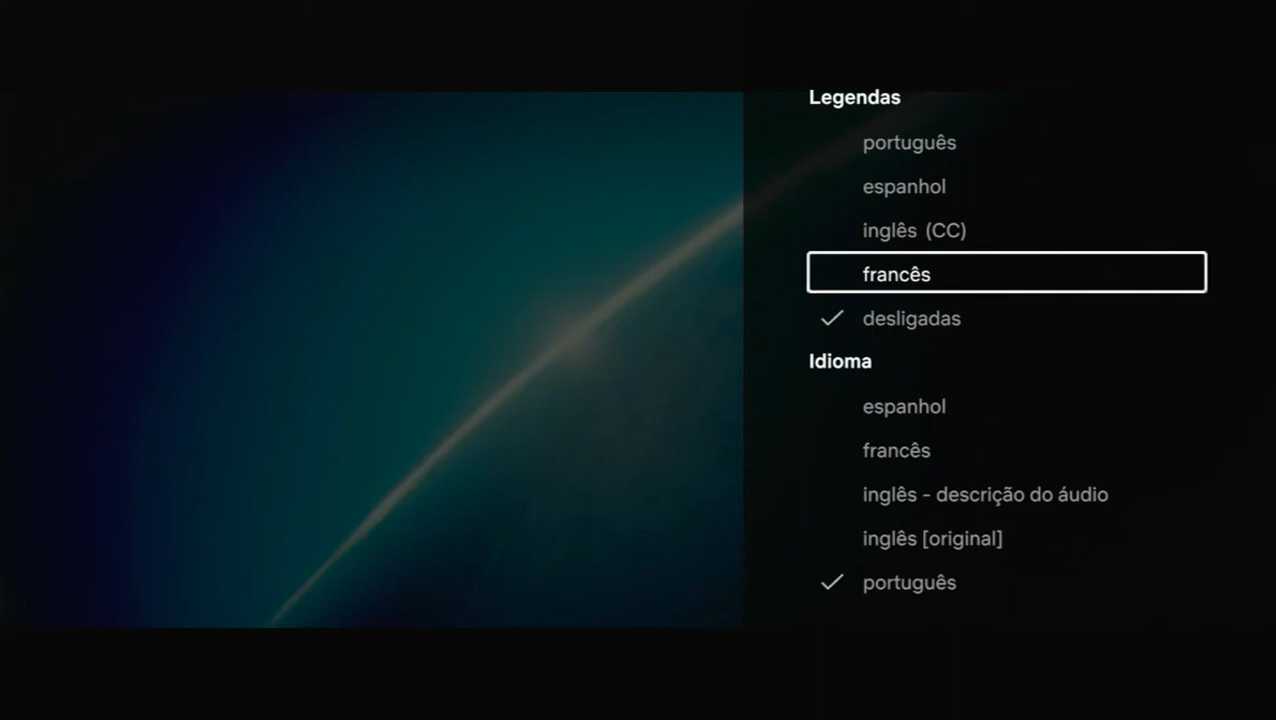 Legendas
português
espanhol
inglês (CC)
francês
desligadas
Idioma
espanhol
francês
inglês - descrição do áudio
inglês [original]
português